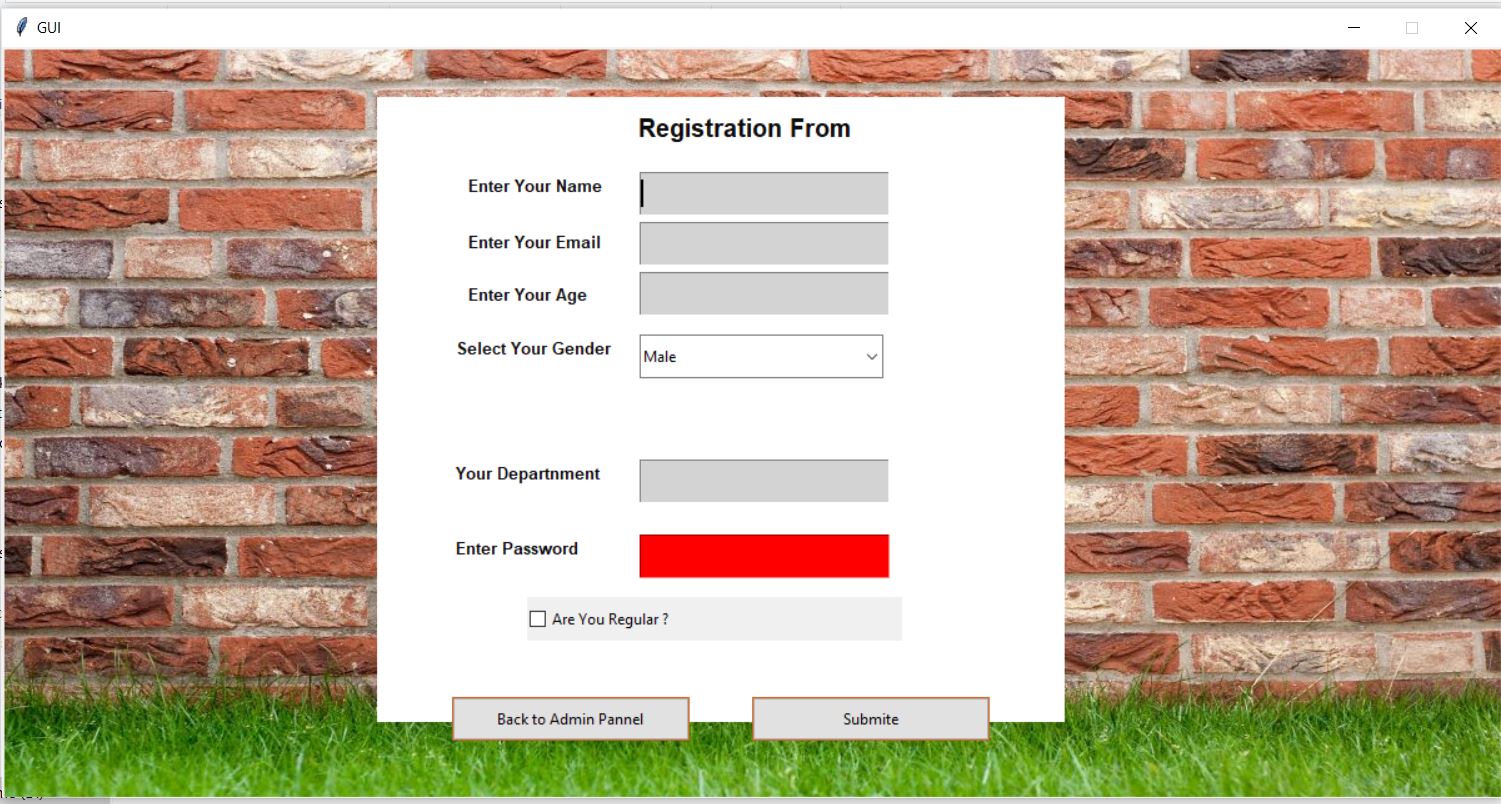 GUI
Registration From
Enter Your Name
Enter Your Email
Enter Your Age
Select Your Gender Male
Your Departnment
Enter Password
Are You Regular ?
Back to Admin Pannel Submite